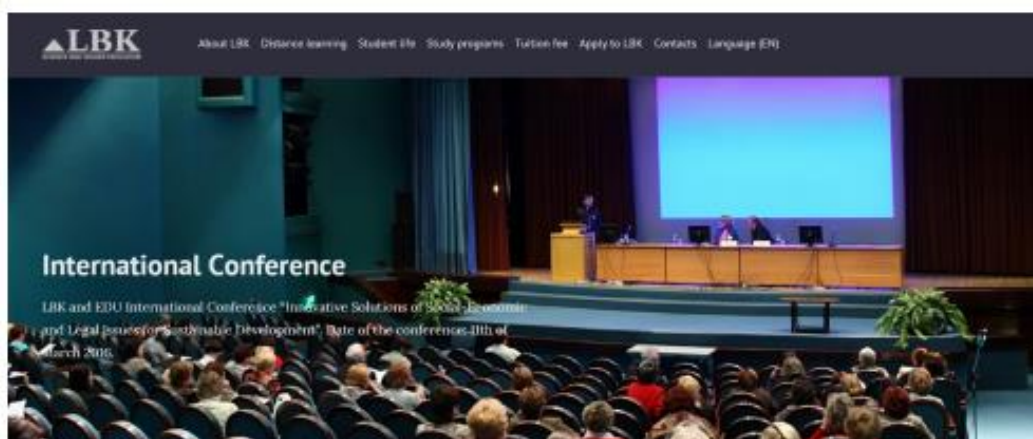 LBK
About LBK Distance learning Student life Study programs Tuition fee Apply to LBK Contacts Language (EN)
International Conference
LBK and EDU International Conference "Innovative Solutions of Social-Economic
and Legal Issues for Sustainable Development". Date of the conference-11th of
March 2016.